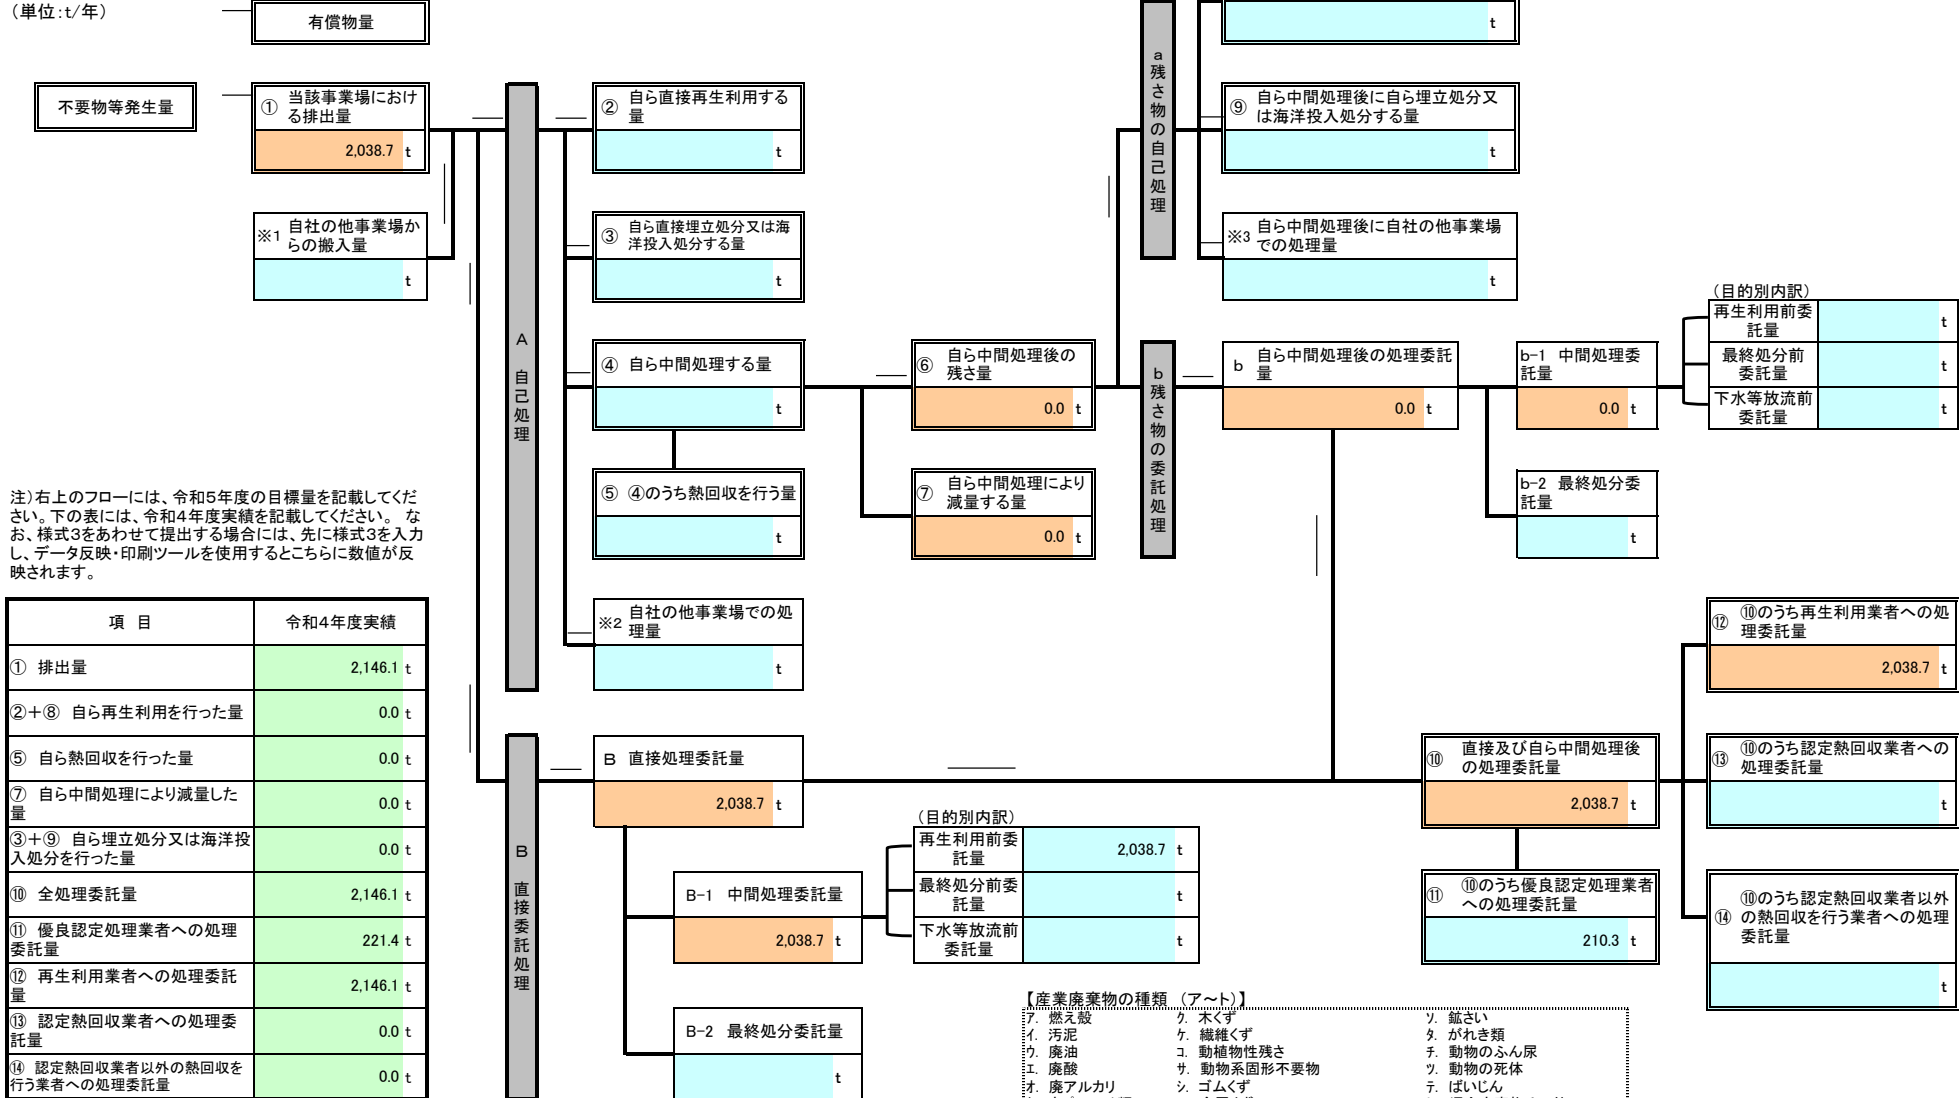 (単位:t/年)
有償物量
t
不要物等発生量
① 当該事業場におけ
る排出量
2,038.7 t
※1 自社の他事業場か
らの搬入量
t
A 自己処理
② 自ら直接再生利用する
量
t
③ 自ら直接埋立処分又は海
洋投入処分する量
t
④ 自ら中間処理する量
t
⑤ ④のうち熱回収を行う量
t
※2 自社の他事業場での処
理量
t
⑥ 自ら中間処理後の
残さ量
0.0 t
⑦ 自ら中間処理により
減量する量
0.0 t
a残さ物の自己処理
⑨ 自ら中間処理後に自ら埋立処分又
は海洋投入処分する量
t
※3 自ら中間処理後に自社の他事業場
での処理量
t
b残さ物の委託処理
b 自ら中間処理後の処理委託
量
0.0 t
b-1 中間処理委
託量
0.0 t
b-2 最終処分委
託量
t
(目的別内訳)
再生利用前委
託量
t
最終処分前
委託量
t
下水等放流前
委託量
t
注)右上のフローには、令和5年度の目標量を記載してくだ
さい。下の表には、令和4年度実績を記載してください。 な
お、様式3をあわせて提出する場合には、先に様式3を入力
し、データ反映・印刷ツールを使用するとこちらに数値が反
映されます。
項 目 令和4年度実績
① 排出量 2,146.1 t
②+⑧ 自ら再生利用を行った量 0.0 t
⑤ 自ら熱回収を行った量 0.0 t
⑦ 自ら中間処理により減量した
量 0.0 t
③+⑨ 自ら埋立処分又は海洋投
入処分を行った量 0.0 t
⑩ 全処理委託量 2,146.1 t
⑪ 優良認定処理業者への処理
委託量 221.4 t
⑫ 再生利用業者への処理委託
量 2,146.1 t
⑬ 認定熱回収業者への処理委
託量 0.0 t
⑭ 認定熱回収業者以外の熱回収を
行う業者への処理委託量 0.0 t
B 直接委託処理
B 直接処理委託量
2,038.7 t
B-1 中間処理委託量
2,038.7 t
B-2 最終処分委託量
t
(目的別内訳)
再生利用前委
託量
2,038.7 t
最終処分前委
託量
t
下水等放流前
委託量
t
⑩ 直接及び自ら中間処理後
の処理委託量
2,038.7 t
⑪ ⑩のうち優良認定処理業者
への処理委託量
210.3 t
⑫ ⑩のうち再生利用業者への処
理委託量
2,038.7 t
⑬ ⑩のうち認定熱回収業者への
処理委託量
t
⑭ ⑩のうち認定熱回収業者以外
の熱回収を行う業者への処理
委託量
t
【産業廃棄物の種類 (ア~ト)】
ア. 燃え殻 ク. 木くず ソ. 鉱さい
イ. 汚泥 ケ. 繊維くず タ. がれき類
ウ. 廃油 コ. 動植物性残さ チ. 動物のふん尿
エ. 廃酸 サ. 動物系固形不要物 ツ. 動物の死体
オ. 廃アルカリ シ. ゴムくず テ. ばいじん